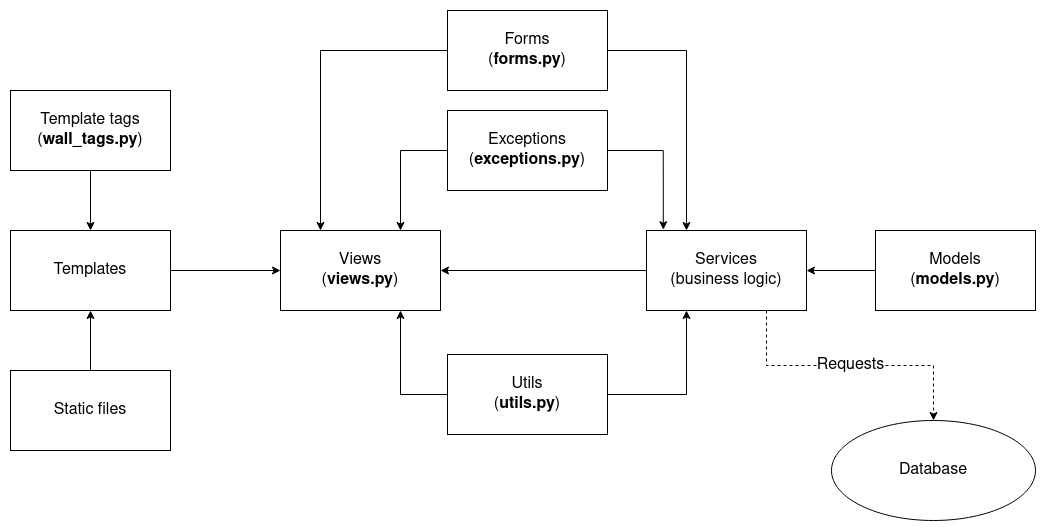 Forms
(forms.py)
Template tags
(wall_tags.py)
Exceptions
(exceptions.py)
Templates
Views
(views.py)
Services
(business logic)
Models
(models.py)
Requests
Utils
(utils.py)
Static files
Database